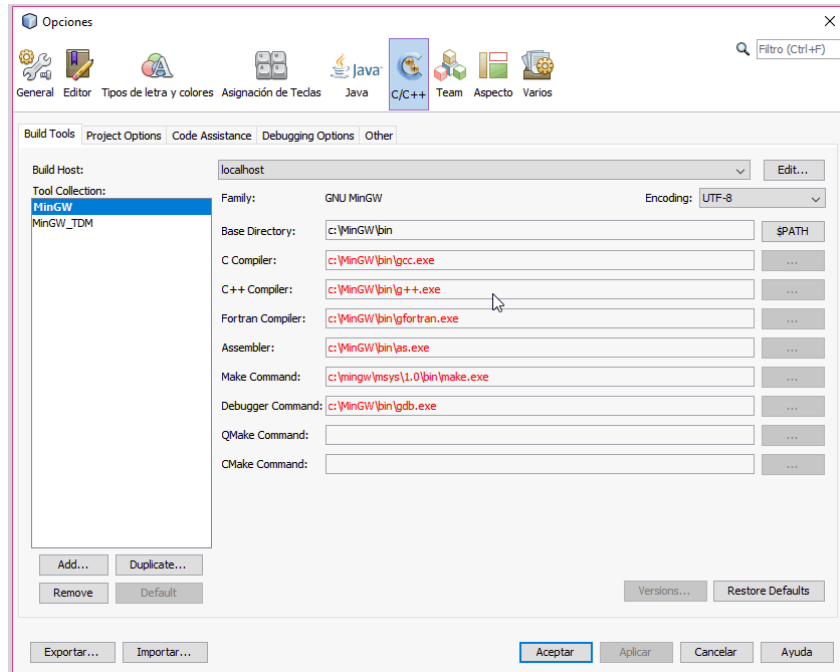 Opciones
Filtro (Ctrl+F)
General Editor Tipos de letra y colores Asignación de Teclas Java C/C++ Team Aspecto Varios
Build Tools Project Options Code Assistance Debugging Options Other
Build Host: localhost Edit...
Tool Collection:
MinGW
MinGW_TDM
Family: GNU MinGW Encoding: UTF-8
Base Directory: c:\MinGW\bin $PATH
C Compiler: c:\MinGW\bin\gcc.exe ...
C++ Compiler: c:\MinGW\bin\g++.exe ...
Fortran Compiler: c:\MinGW\bin\gfortran.exe ...
Assembler: c:\MinGW\bin\as.exe ...
Make Command: c:\mingw\msys\1.0\bin\make.exe ...
Debugger Command: c:\MinGW\bin\gdb.exe ...
QMake Command: ...
CMake Command: ...
Add... Duplicate...
Remove Default
Versions... Restore Defaults
Exportar... Importar... Aceptar Aplicar Cancelar Ayuda